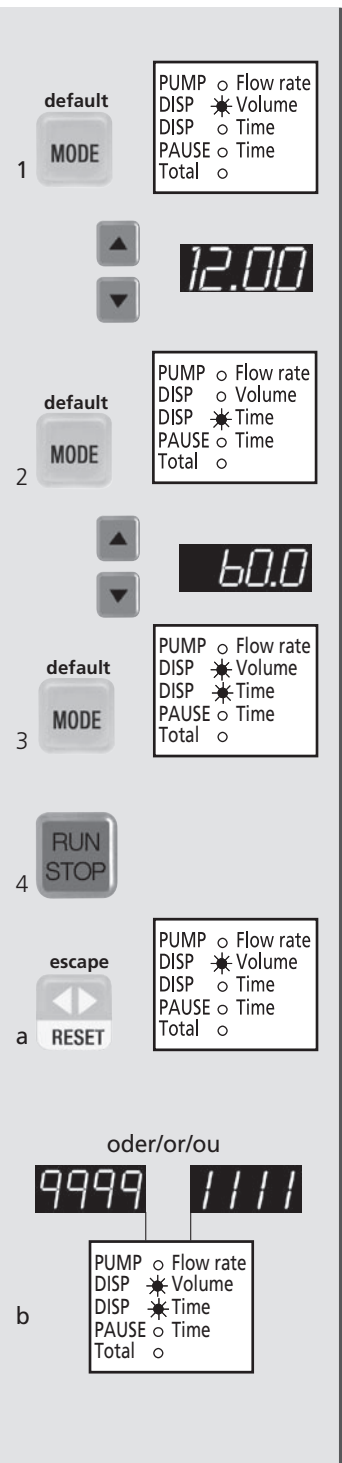 default
1 MODE
PUMP Flow rate
DISP Volume
DISP Time
PAUSE Time
Total
12.00
default
2 MODE
PUMP Flow rate
DISP Volume
DISP Time
PAUSE Time
Total
60.0
default
3 MODE
PUMP Flow rate
DISP Volume
DISP Time
PAUSE Time
Total
4 RUN
STOP
escape
a RESET
PUMP Flow rate
DISP Volume
DISP Time
PAUSE Time
Total
oder/or/ou
9999 1111
b
PUMP Flow rate
DISP Volume
DISP Time
PAUSE Time
Total